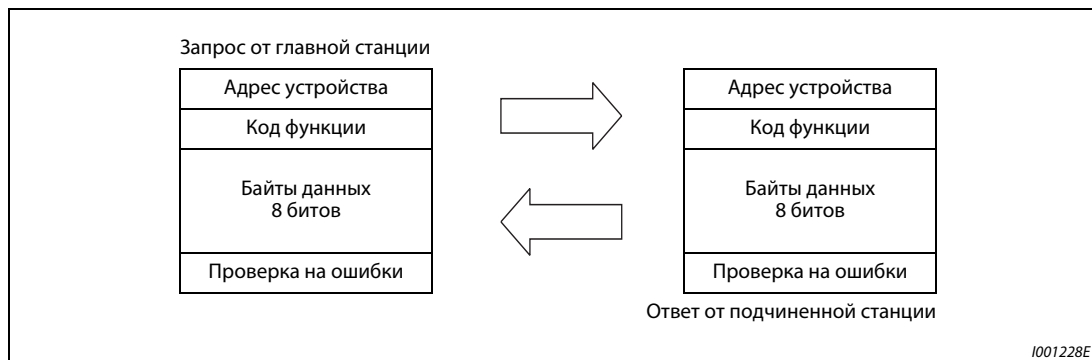 Запрос от главной станции
Адрес устройства
Код функции
Байты данных
8 битов
Проверка на ошибки
Адрес устройства
Код функции
Байты данных
8 битов
Проверка на ошибки
Ответ от подчиненной станции
I001228E